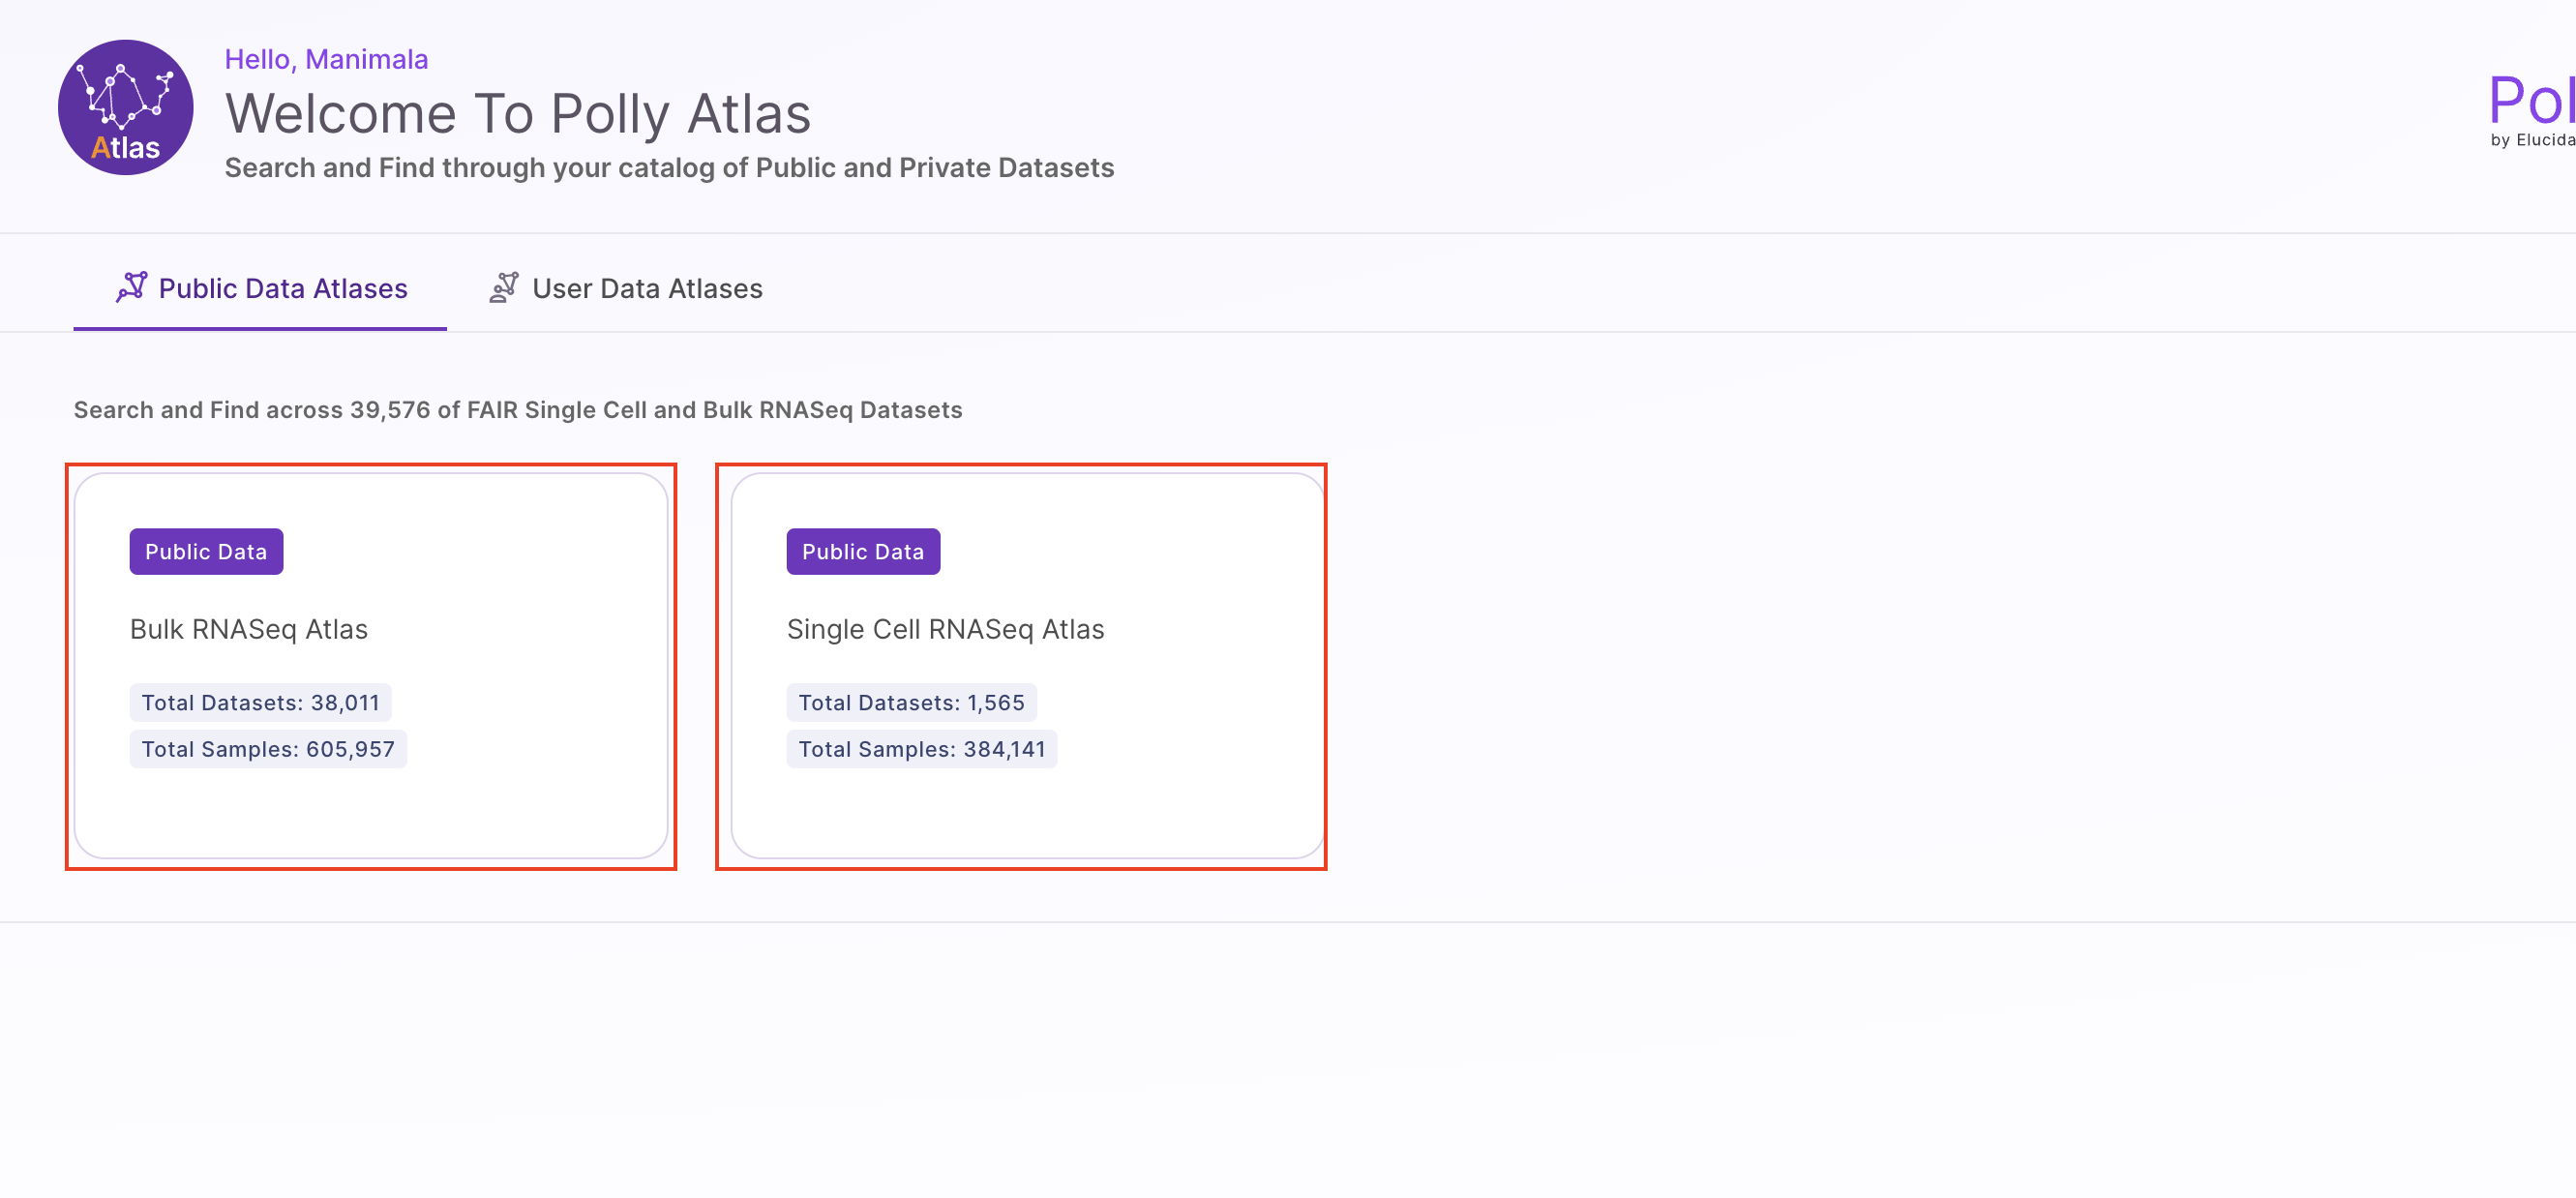 Atlas
Hello, Manimala
Welcome To Polly Atlas
Search and Find through your catalog of Public and Private Datasets
Pol
by Elucida
Public Data Atlases
User Data Atlases
Search and Find across 39,576 of FAIR Single Cell and Bulk RNASeq Datasets
Public Data
Bulk RNASeq Atlas
Total Datasets: 38,011
Total Samples: 605,957
Public Data
Single Cell RNASeq Atlas
Total Datasets: 1,565
Total Samples: 384,141